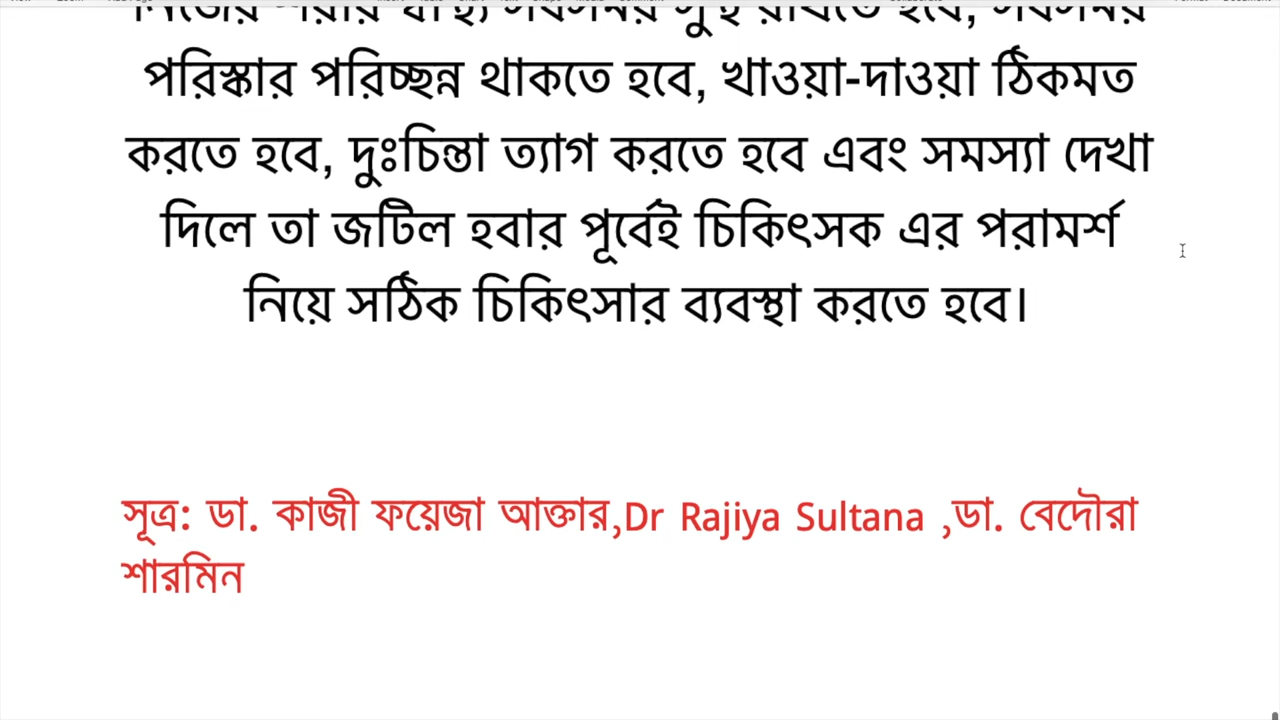 পরিস্কার পরিচ্ছন্ন থাকতে হবে, খাওয়া-দাওয়া ঠিকমত
করতে হবে, দুঃচিন্তা ত্যাগ করতে হবে এবং সমস্যা দেখা
দিলে তা জটিল হবার পূর্বেই চিকিৎসক এর পরামর্শ
নিয়ে সঠিক চিকিৎসার ব্যবস্থা করতে হবে।
সূত্র: ডা. কাজী ফয়েজা আক্তার,Dr Rajiya Sultana ,ডা. বেদৌরা
শারমিন